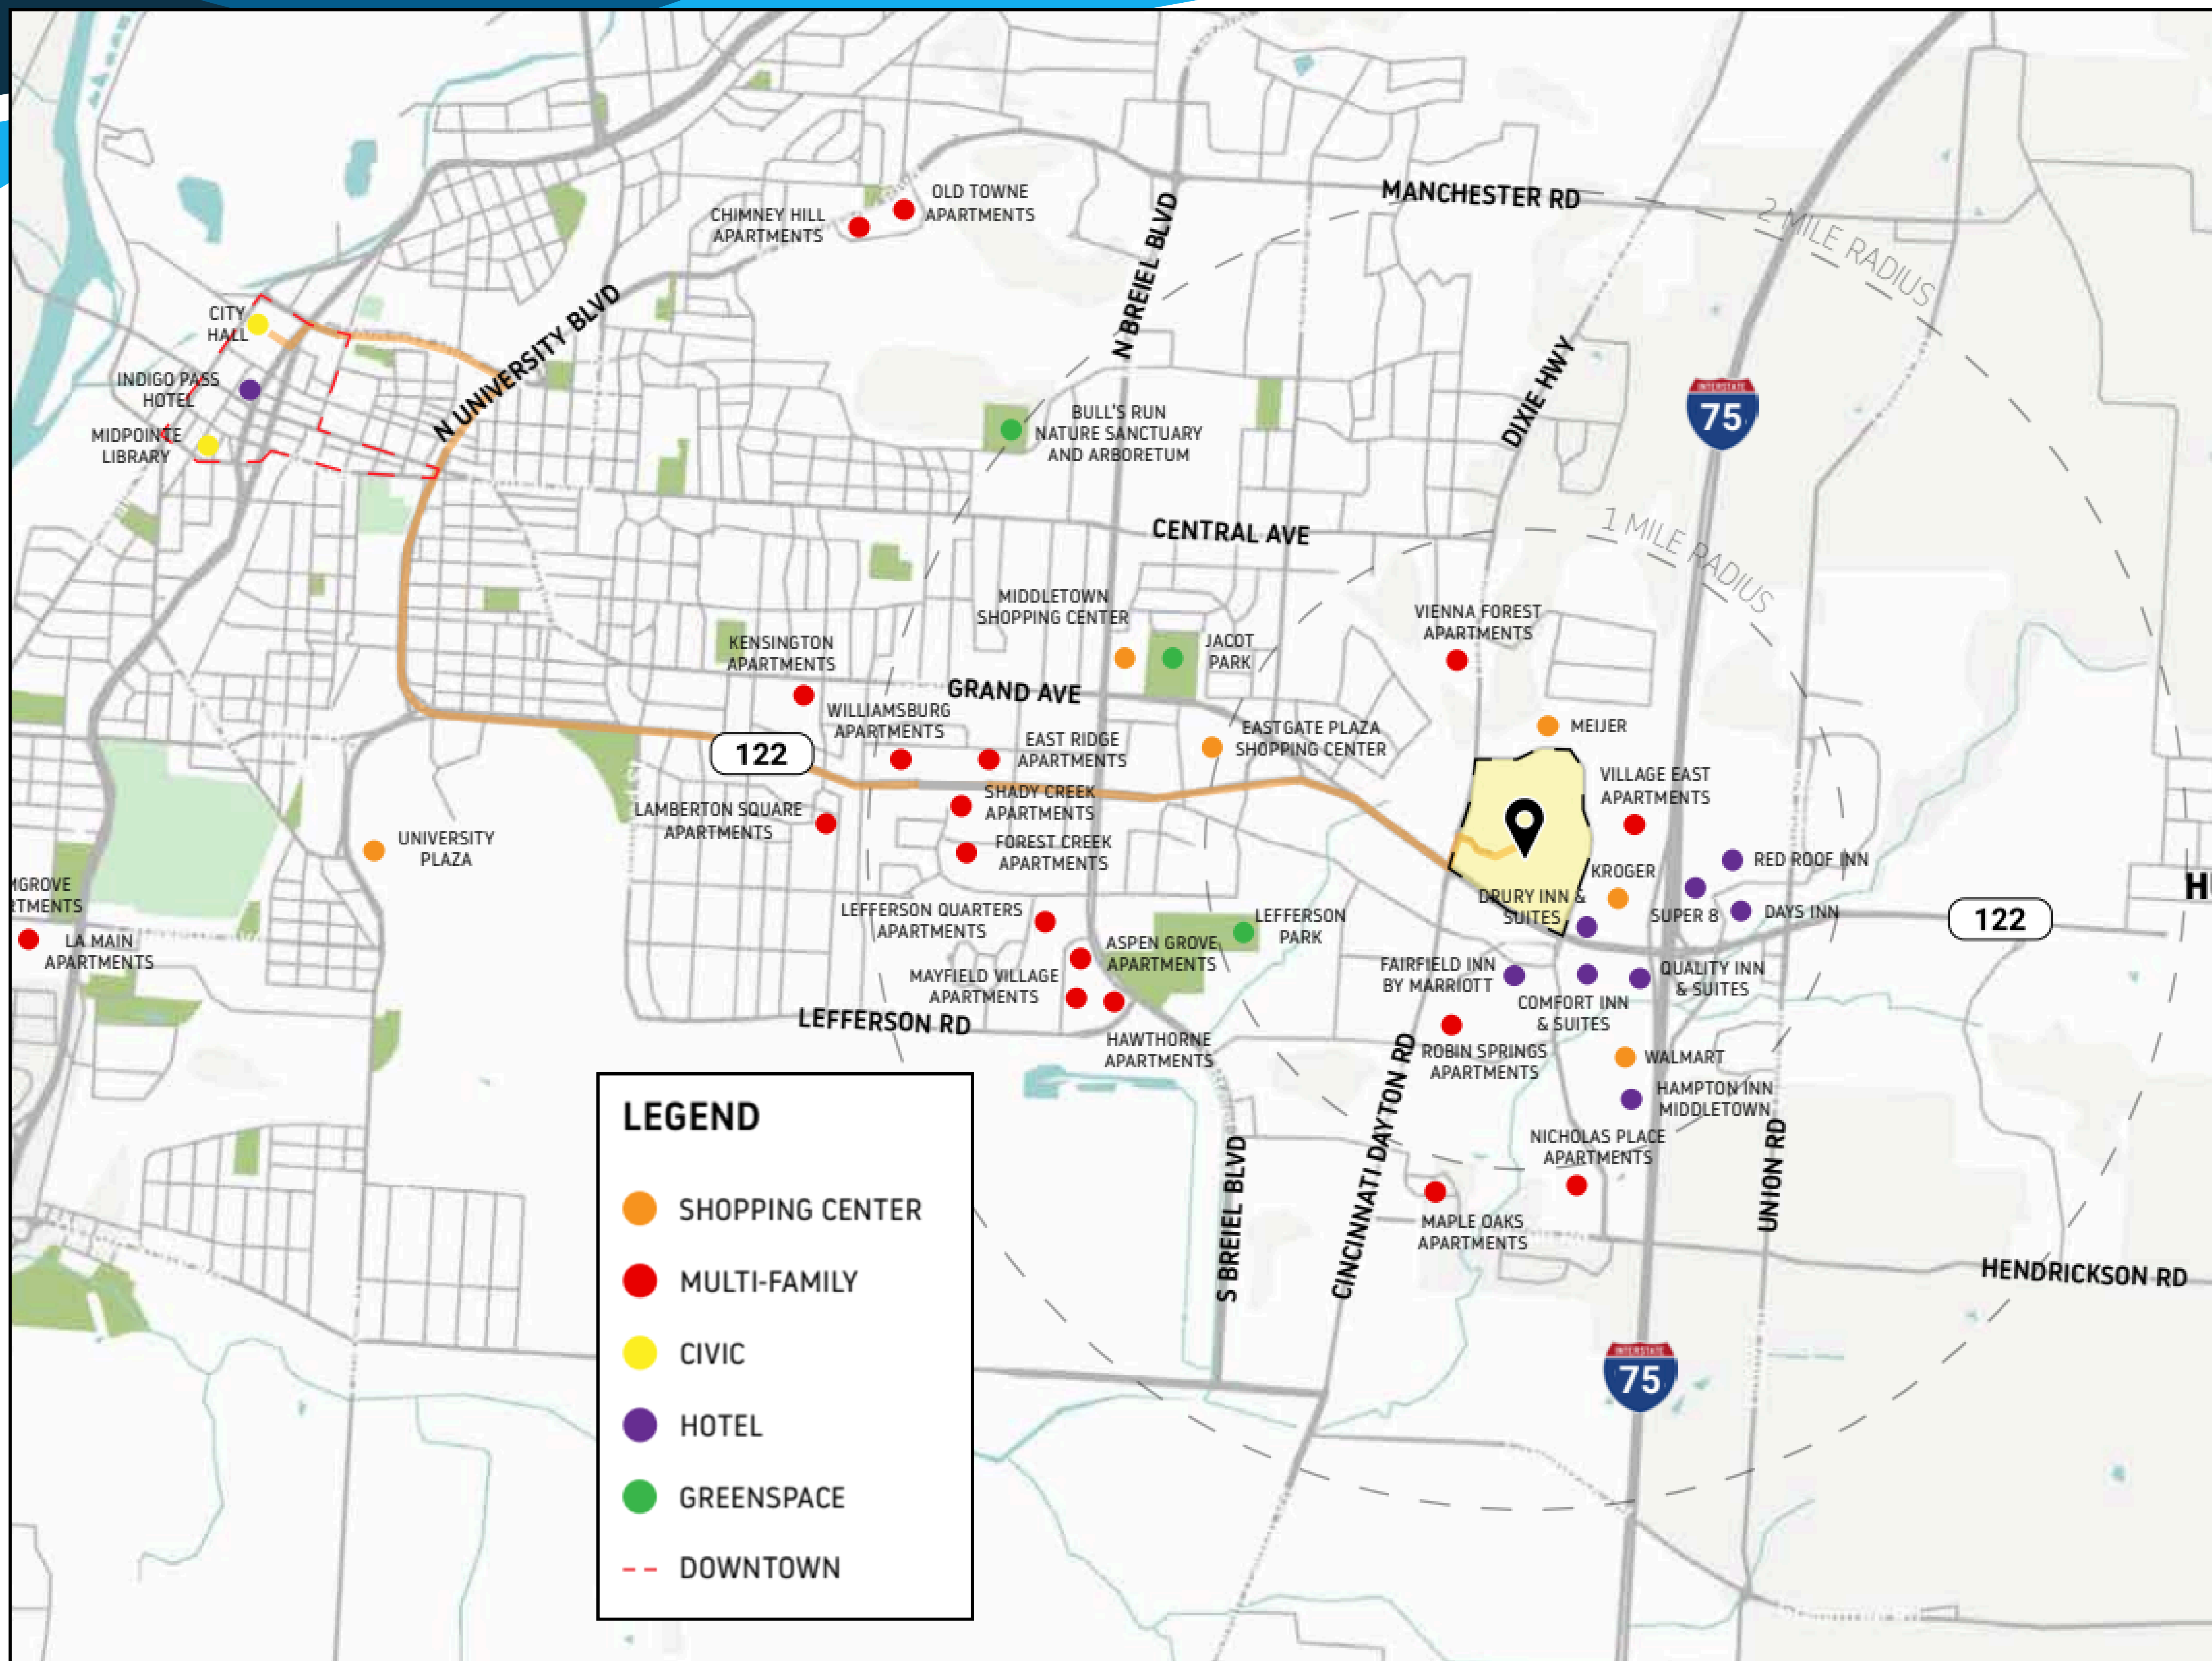 MANCHESTER RD
2 MILE RADIUS
OLD TOWNE
APARTMENTS
CHIMNEY HILL
APARTMENTS
N BREIEL BLVD
CITY
HALL
N UNIVERSITY BLVD
INDIGO PASS
HOTEL
MIDPOINTE
LIBRARY
DIXIE HWY
INTERSTATE
75
BULL'S RUN
NATURE SANCTUARY
AND ARBORETUM
CENTRAL AVE
1 MILE RADIUS
MIDDLETOWN
SHOPPING CENTER
VIENNA FOREST
APARTMENTS
KENSINGTON
APARTMENTS
JACOT
PARK
GRAND AVE
WILLIAMSBURG
APARTMENTS
EAST RIDGE
APARTMENTS
EASTGATE PLAZA
SHOPPING CENTER
MEIJER
122
VILLAGE EAST
APARTMENTS
SHADY CREEK
APARTMENTS
LAMBERTON SQUARE
APARTMENTS
FOREST CREEK
APARTMENTS
UNIVERSITY
PLAZA
RED ROOF INN
KROGER
MGROVE
RTMENTS
DRURY INN &
SUITES
SUPER 8
DAYS INN
122
H
LEFFERSON QUARTERS
APARTMENTS
LEFFERSON
PARK
LA MAIN
APARTMENTS
ASPEN GROVE
APARTMENTS
FAIRFIELD INN
BY MARRIOTT
QUALITY INN
& SUITES
MAYFIELD VILLAGE
APARTMENTS
COMFORT INN
& SUITES
LEFFERSON RD
HAWTHORNE
APARTMENTS
ROBIN SPRINGS
APARTMENTS
WALMART
HAMPTON INN
MIDDLETOWN
NICHOLAS PLACE
APARTMENTS
CINCINNATI DAYTON RD
S BREIEL BLVD
UNION RD
MAPLE OAKS
APARTMENTS
HENDRICKSON RD
INTERSTATE
75
LEGEND
SHOPPING CENTER
MULTI-FAMILY
CIVIC
HOTEL
GREENSPACE
DOWNTOWN